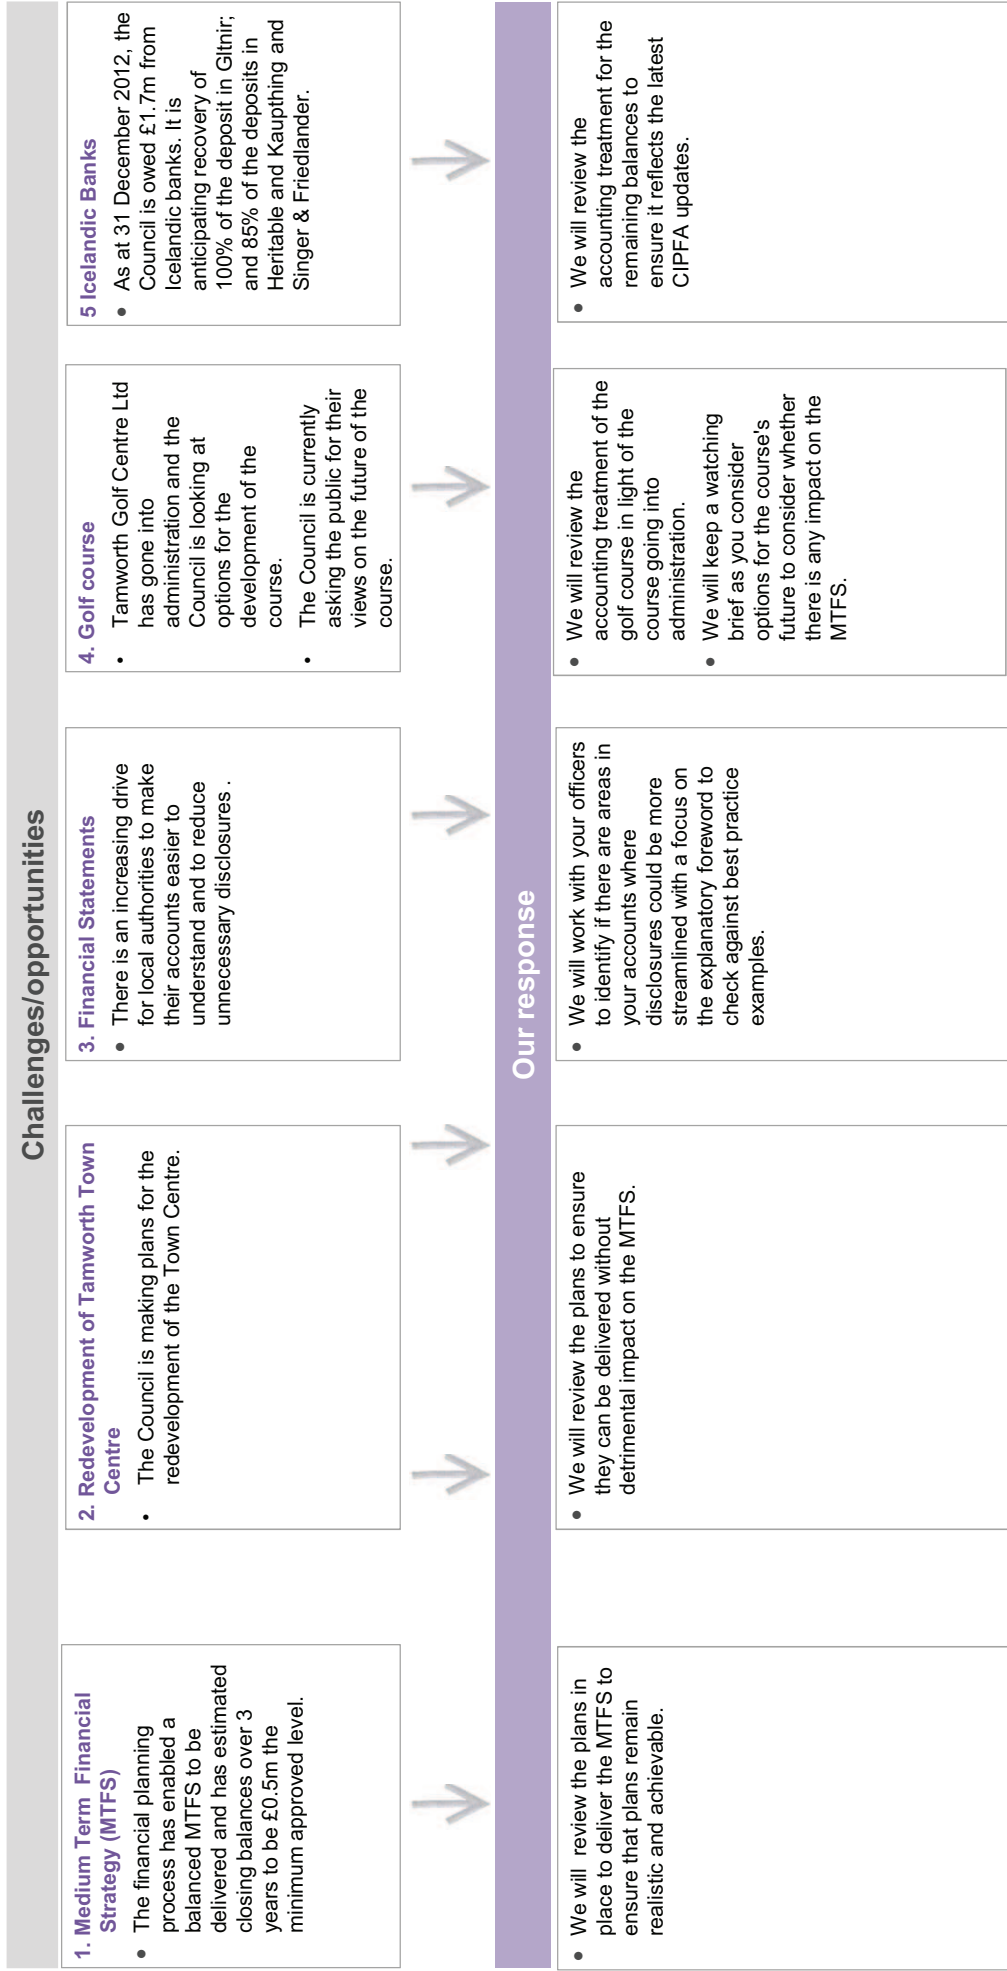 Challenges/opportunities
1. Medium Term  Financial
Strategy (MTFS)
• The financial planning
process has enabled a
balanced MTFS to be
delivered and has estimated
closing balances over 3
years to be £0.5m the
minimum approved level.
2. Redevelopment of Tamworth Town
Centre
• The Council is making plans for the
redevelopment of the Town Centre.
3. Financial Statements
• There is an increasing drive
for local authorities to make
their accounts easier to
understand and to reduce
unnecessary disclosures .
4. Golf course
• Tamworth Golf Centre Ltd
has gone into
administration and the
Council is looking at
options for the
development of the
course.
• The Council is currently
asking the public for their
views on the future of the
course.
5 Icelandic Banks
• As at 31 December 2012, the
Council is owed £1.7m from
Icelandic banks. It is
anticipating recovery of
100% of the deposit in Gltnir;
and 85% of the deposits in
Heritable and Kaupthing and
Singer & Friedlander.
Our response
• We will  review the plans in
place to deliver the MTFS to
ensure that plans remain
realistic and achievable.
• We will review the plans to ensure
they can be delivered without
detrimental impact on the MTFS.
• We will work with your officers
to identify if there are areas in
your accounts where
disclosures could be more
streamlined with a focus on
the explanatory foreword to
check against best practice
examples.
• We will review the
accounting treatment of the
golf course in light of the
course going into
administration.
• We will keep a watching
brief as you consider
options for the course's
future to consider whether
there is any impact on the
MTFS.
• We will review the
accounting treatment for the
remaining balances to
ensure it reflects the latest
CIPFA updates.